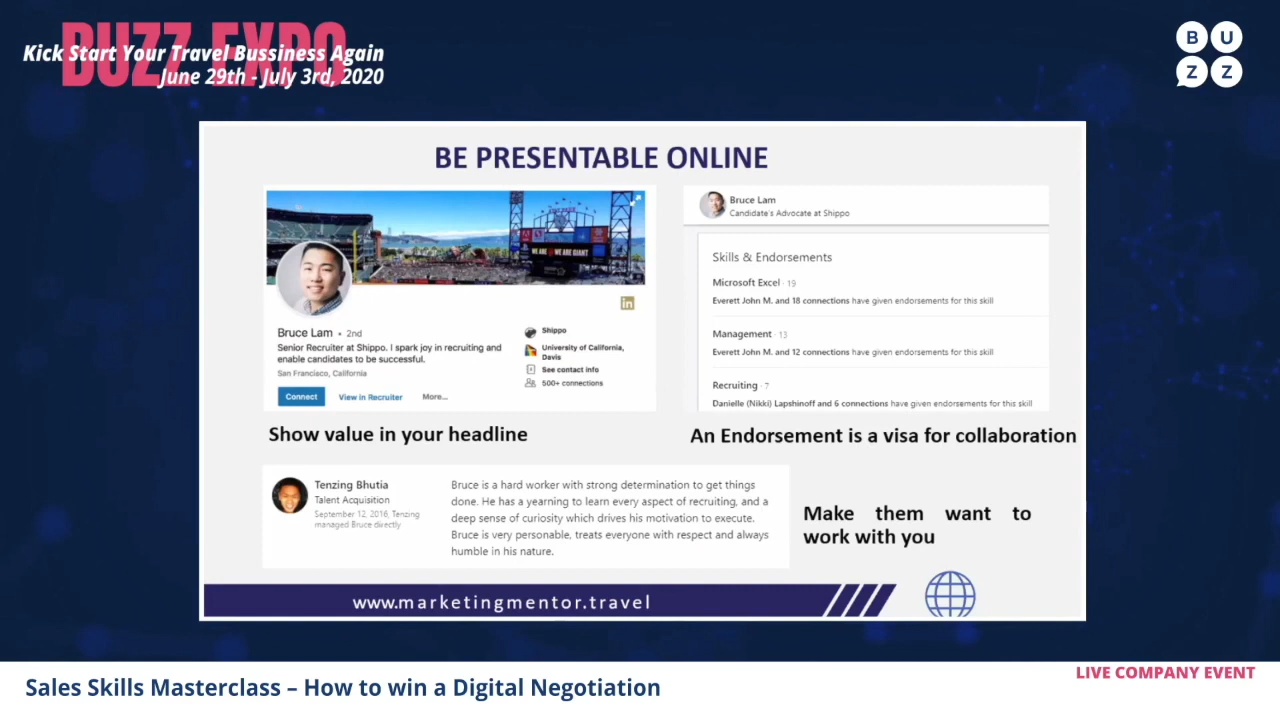 BUZZ EXPO
Kick Start Your Travel Bussiness Again
June 29th - July 3rd, 2020
B U
Z Z
BE PRESENTABLE ONLINE
WE ARE GIANT
in
Bruce Lam • 2nd
Senior Recruiter at Shippo. I spark joy in recruiting and
enable candidates to be successful.
San Francisco, California
Connect
View in Recruiter
More...
Shippo
University of California,
Davis
See contact info
500+ connections
Show value in your headline
Bruce Lam
Candidate's Advocate at Shippo
Skills & Endorsements
Microsoft Excel · 19
Everett John M. and 18 connections have given endorsements for this skill
Management · 13
Everett John M. and 12 connections have given endorsements for this skill
Recruiting · 7
Danielle (Nikki) Lapshinoff and 6 connections have given endorsements for this skill
An Endorsement is a visa for collaboration
Tenzing Bhutia
Talent Acquisition
September 12, 2016, Tenzing
managed Bruce directly
Bruce is a hard worker with strong determination to get things
done. He has a yearning to learn every aspect of recruiting, and a
deep sense of curiosity which drives his motivation to execute.
Bruce is very personable, treats everyone with respect and always
humble in his nature.
Make them want to
work with you
www.marketingmentor.travel
LIVE COMPANY EVENT
Sales Skills Masterclass – How to win a Digital Negotiation